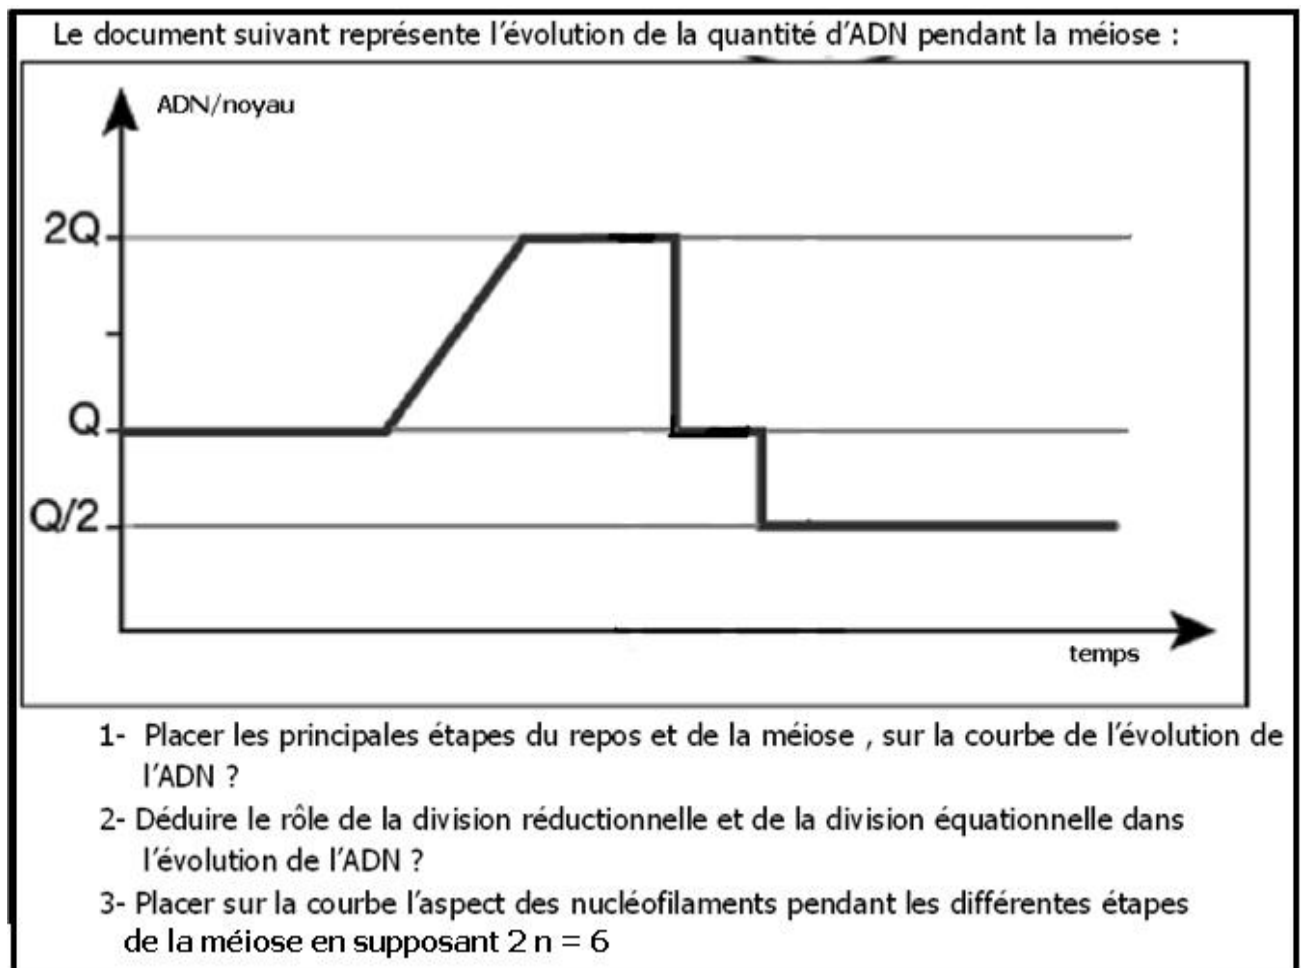 Le document suivant représente l'évolution de la quantité d'ADN pendant la méiose :
ADN/noyau
2Q
Q
Q/2
temps
1- Placer les principales étapes du repos et de la méiose , sur la courbe de l'évolution de
l'ADN ?
2- Déduire le rôle de la division réductionnelle et de la division équationnelle dans
l'évolution de l'ADN ?
3- Placer sur la courbe l'aspect des nucléofilaments pendant les différentes étapes
de la méiose en supposant 2 n = 6